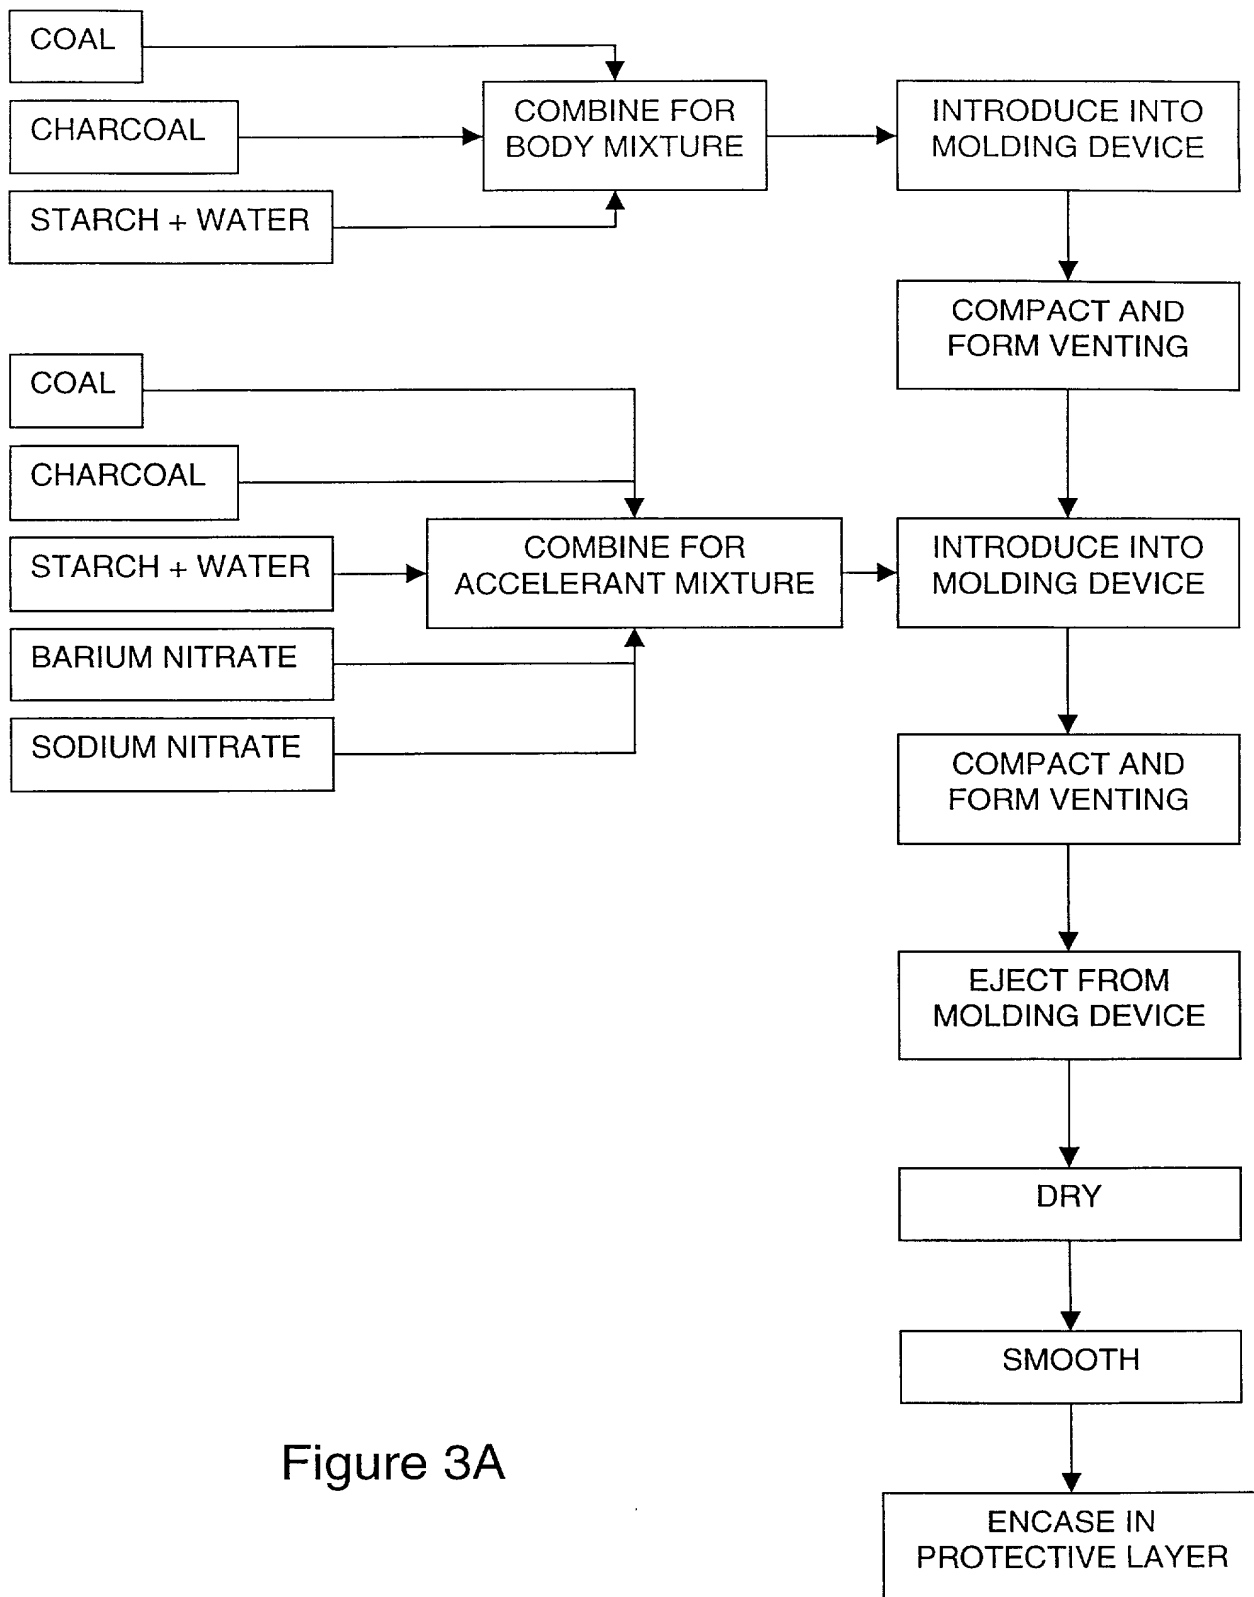 COAL
CHARCOAL
STARCH + WATER
COMBINE FOR
BODY MIXTURE
INTRODUCE INTO
MOLDING DEVICE
COMPACT AND
FORM VENTING
COAL
CHARCOAL
STARCH + WATER
BARIUM NITRATE
SODIUM NITRATE
COMBINE FOR
ACCELERANT MIXTURE
INTRODUCE INTO
MOLDING DEVICE
COMPACT AND
FORM VENTING
EJECT FROM
MOLDING DEVICE
DRY
SMOOTH
ENCASE IN
PROTECTIVE LAYER
Figure 3A